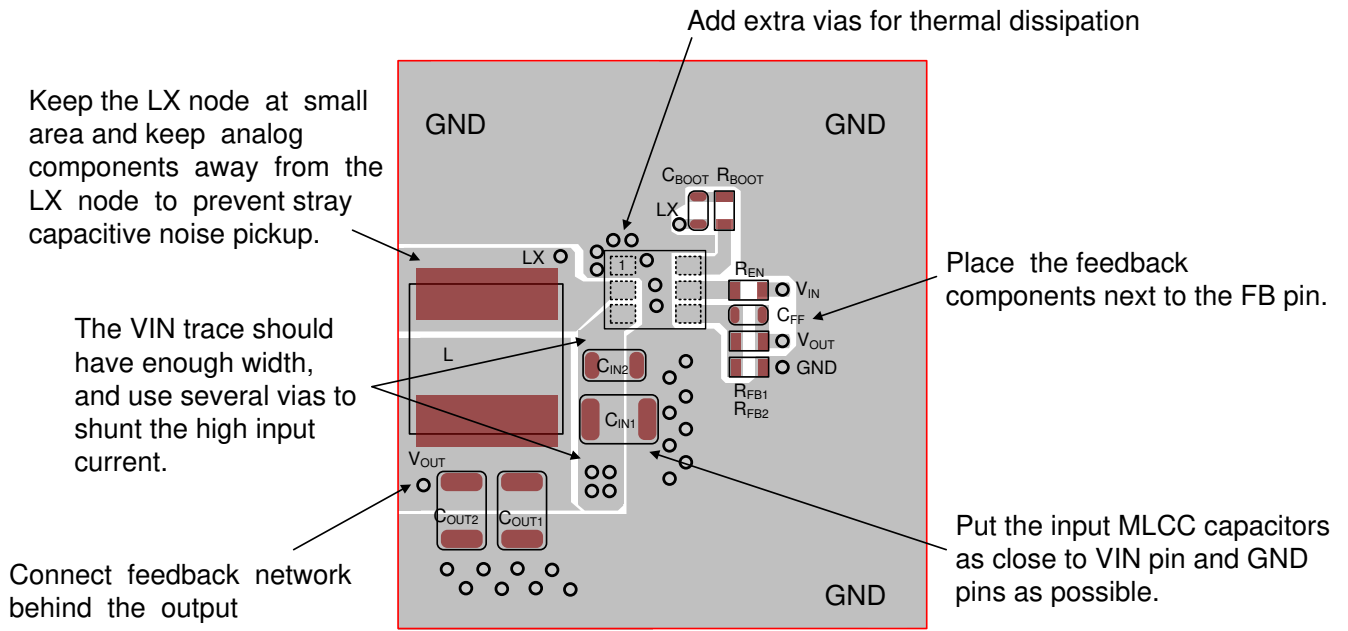 Add extra vias for thermal dissipation
Keep the LX node at small
area and keep analog
components away from the
LX node to prevent stray
capacitive noise pickup.
GND
GND
CBOOT RBOOT
LX
LX
1
REN
VIN
CFF
VOUT
GND
RFB1
RFB2
Place the feedback
components next to the FB pin.
The VIN trace should
have enough width,
and use several vias to
shunt the high input
current.
L
CIN2
CIN1
VOUT
COUT2
COUT1
Connect feedback network
behind the output
Put the input MLCC capacitors
as close to VIN pin and GND
pins as possible.
GND